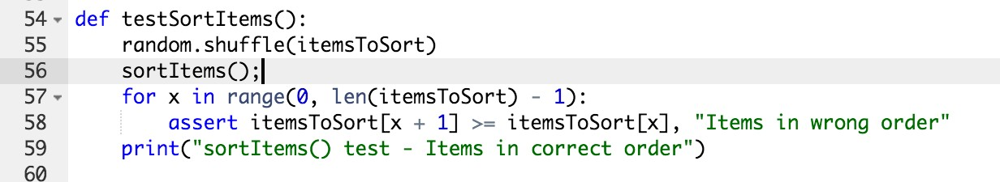 54 def testSortItems():
55     random.shuffle(itemsToSort)
56     sortItems();
57     for x in range(0, len(itemsToSort) - 1):
58         assert itemsToSort[x + 1] >= itemsToSort[x], "Items in wrong order"
59     print("sortItems() test - Items in correct order")
60